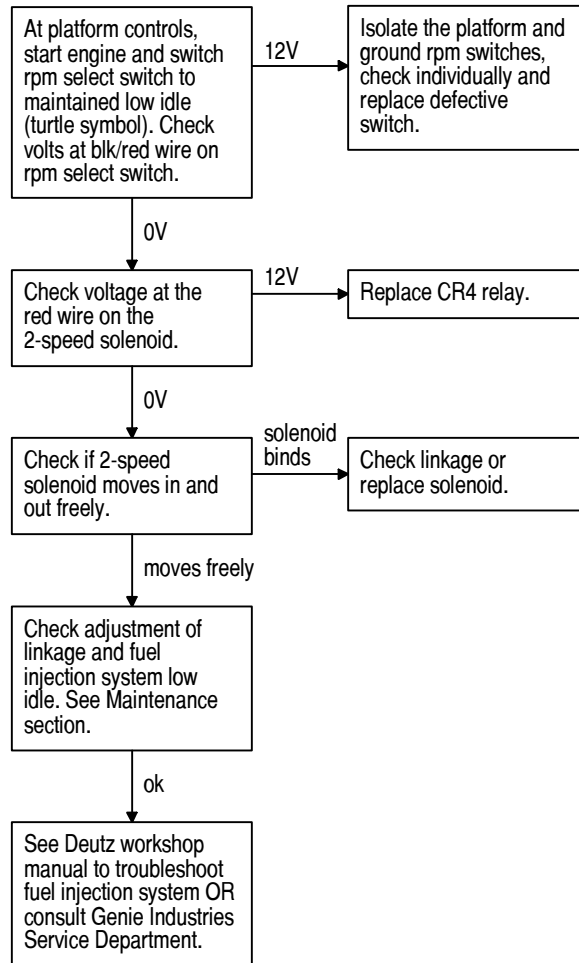 At platform controls,
start engine and switch
rpm select switch to
maintained low idle
(turtle symbol). Check
volts at blk/red wire on
rpm select switch.
12V
Isolate the platform and
ground rpm switches,
check individually and
replace defective
switch.
0V
Check voltage at the
red wire on the
2-speed solenoid.
12V
Replace CR4 relay.
0V
Check if 2-speed
solenoid moves in and
out freely.
solenoid
binds
Check linkage or
replace solenoid.
moves freely
Check adjustment of
linkage and fuel
injection system low
idle. See Maintenance
section.
ok
See Deutz workshop
manual to troubleshoot
fuel injection system OR
consult Genie Industries
Service Department.